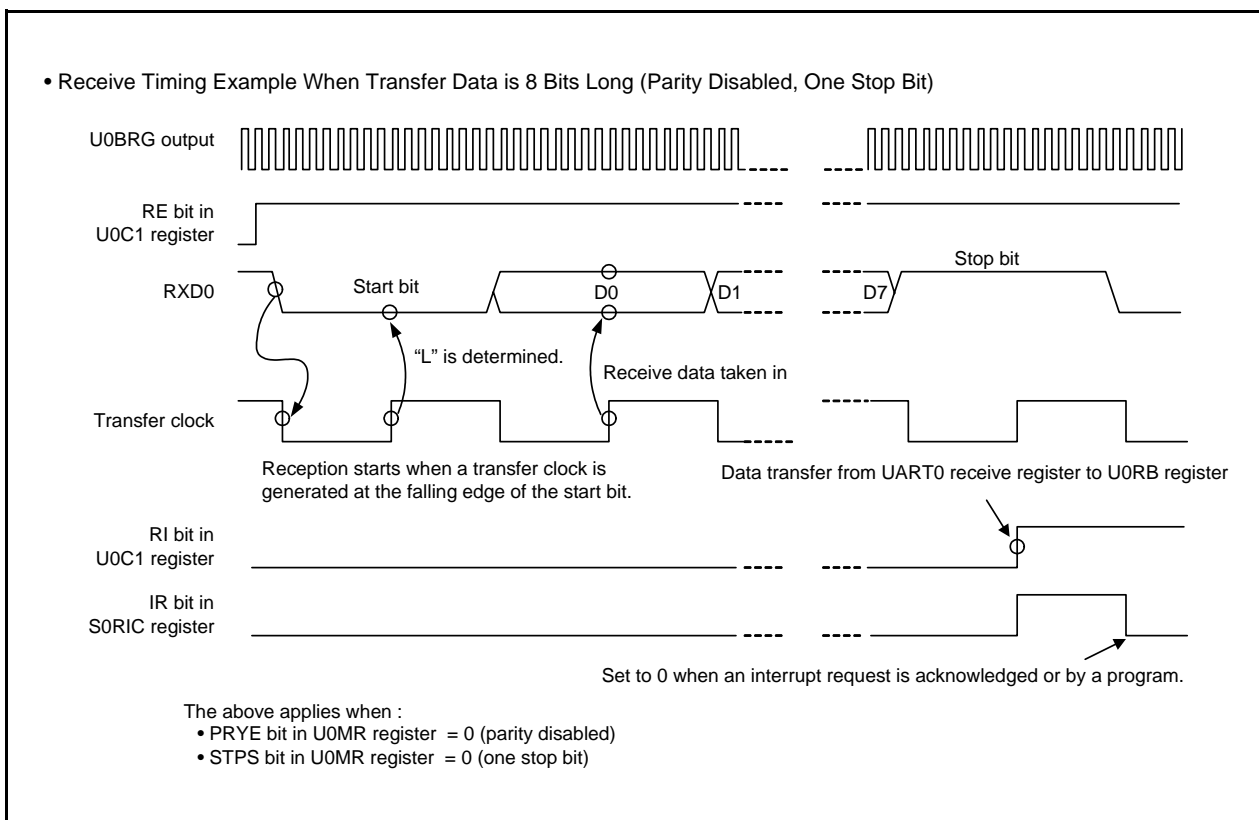 • Receive Timing Example When Transfer Data is 8 Bits Long (Parity Disabled, One Stop Bit)
U0BRG output
RE bit in
U0C1 register
RXD0
Start bit
D0
D1
D7
Stop bit
“L” is determined.
Receive data taken in
Transfer clock
Reception starts when a transfer clock is
generated at the falling edge of the start bit.
Data transfer from UART0 receive register to U0RB register
RI bit in
U0C1 register
IR bit in
S0RIC register
Set to 0 when an interrupt request is acknowledged or by a program.
The above applies when :
• PRYE bit in U0MR register = 0 (parity disabled)
• STPS bit in U0MR register = 0 (one stop bit)